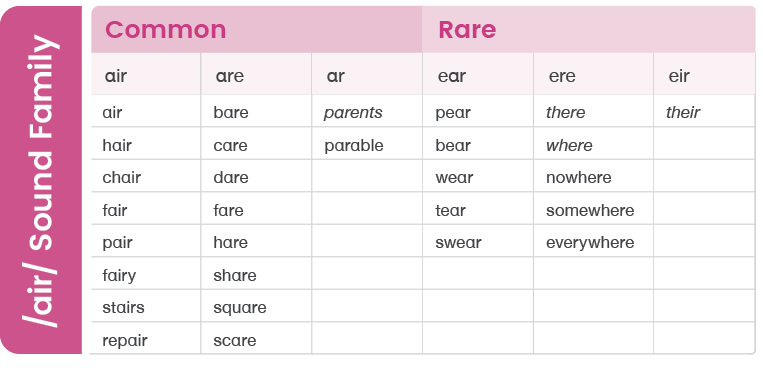 /air/ Sound Family
Common Rare
air are ar ear ere eir
air bare parents pear there their
hair care parable bear where
chair dare wear nowhere
fair fare tear somewhere
pair hare swear everywhere
fairy share
stairs square
repair scare